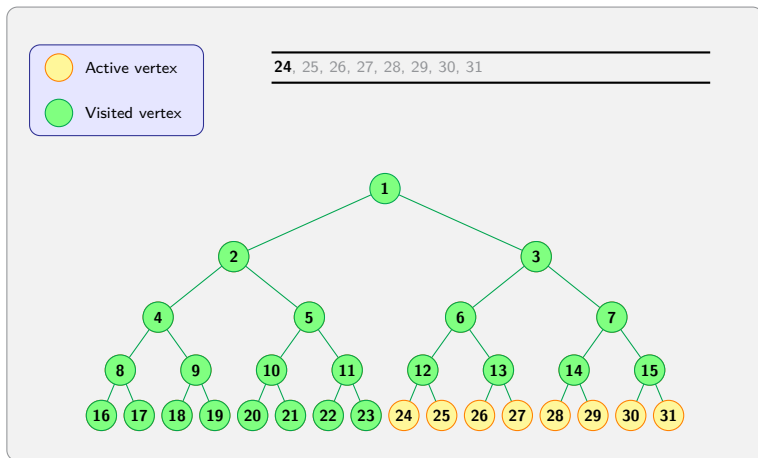 Active vertex
24, 25, 26, 27, 28, 29, 30, 31
Visited vertex
1
2 3
4 5 6 7
8 9 10 11 12 13 14 15
16 17 18 19 20 21 22 23 24 25 26 27 28 29 30 31